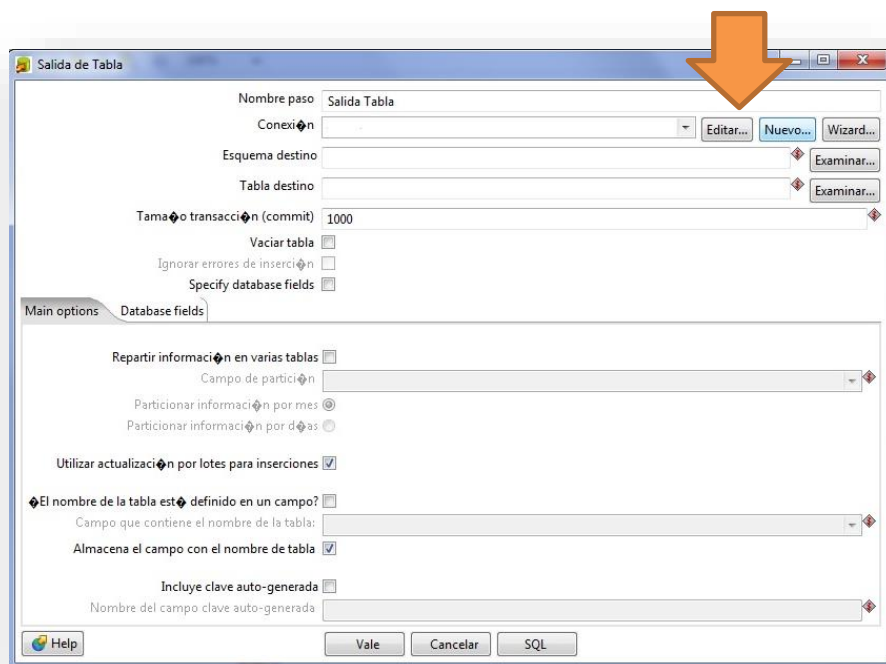 Salida de Tabla
Nombre paso Salida Tabla
Conexi�n Editar... Nuevo... Wizard...
Esquema destino Examinar...
Tabla destino Examinar...
Tama�o transacci�n (commit) 1000
Vaciar tabla
Ignorar errores de inserci�n
Specify database fields
Main options Database fields
Repartir informaci�n en varias tablas
Campo de partici�n
Particionar informaci�n por mes
Particionar informaci�n por d�as
Utilizar actualizaci�n por lotes para inserciones
�El nombre de la tabla est� definido en un campo?
Campo que contiene el nombre de la tabla:
Almacena el campo con el nombre de tabla
Incluye clave auto-generada
Nombre del campo clave auto-generada
Help Vale Cancelar SQL